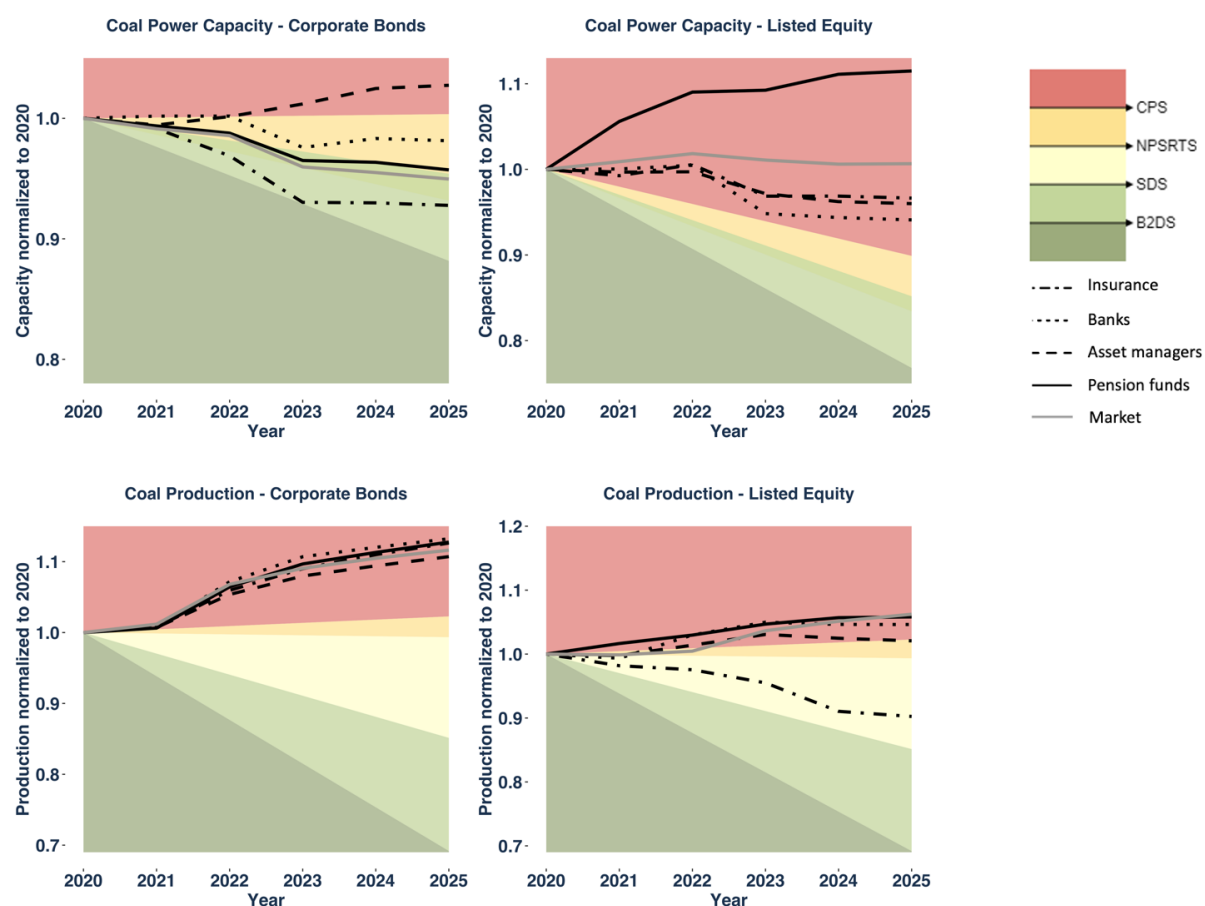 Coal Power Capacity - Corporate Bonds
Capacity normalized to 2020
1.0
0.9
0.8
2020 2021 2022 2023 2024 2025
Year
Coal Power Capacity - Listed Equity
Capacity normalized to 2020
1.1
1.0
0.9
0.8
2020 2021 2022 2023 2024 2025
Year
CPS
NPSRTS
SDS
B2DS
Insurance
Banks
Asset managers
Pension funds
Market
Coal Production - Corporate Bonds
Production normalized to 2020
1.1
1.0
0.9
0.8
0.7
2020 2021 2022 2023 2024 2025
Year
Coal Production - Listed Equity
Production normalized to 2020
1.2
1.1
1.0
0.9
0.8
0.7
2020 2021 2022 2023 2024 2025
Year